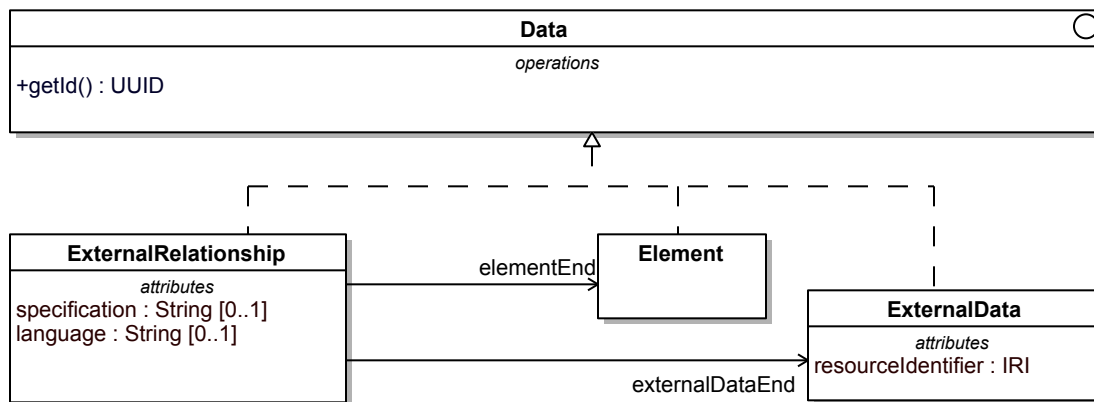 Data
operations
+getId() : UUID
ExternalRelationship
attributes
specification : String [0..1]
language : String [0..1]
elementEnd
Element
externalDataEnd
ExternalData
attributes
resourceIdentifier : IRI